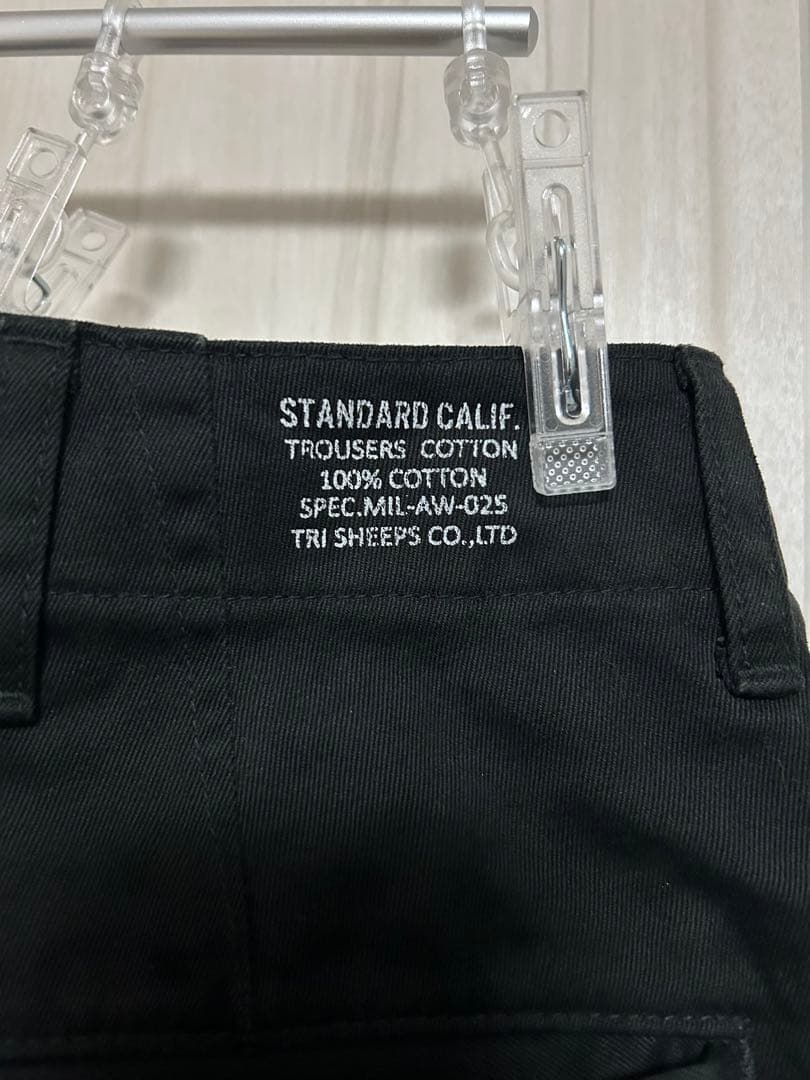 STANDARD CALIF.
TROUSERS COTTON
100% COTTON
SPEC.MIL-AW-025
TRI SHEEPS CO.,LTD